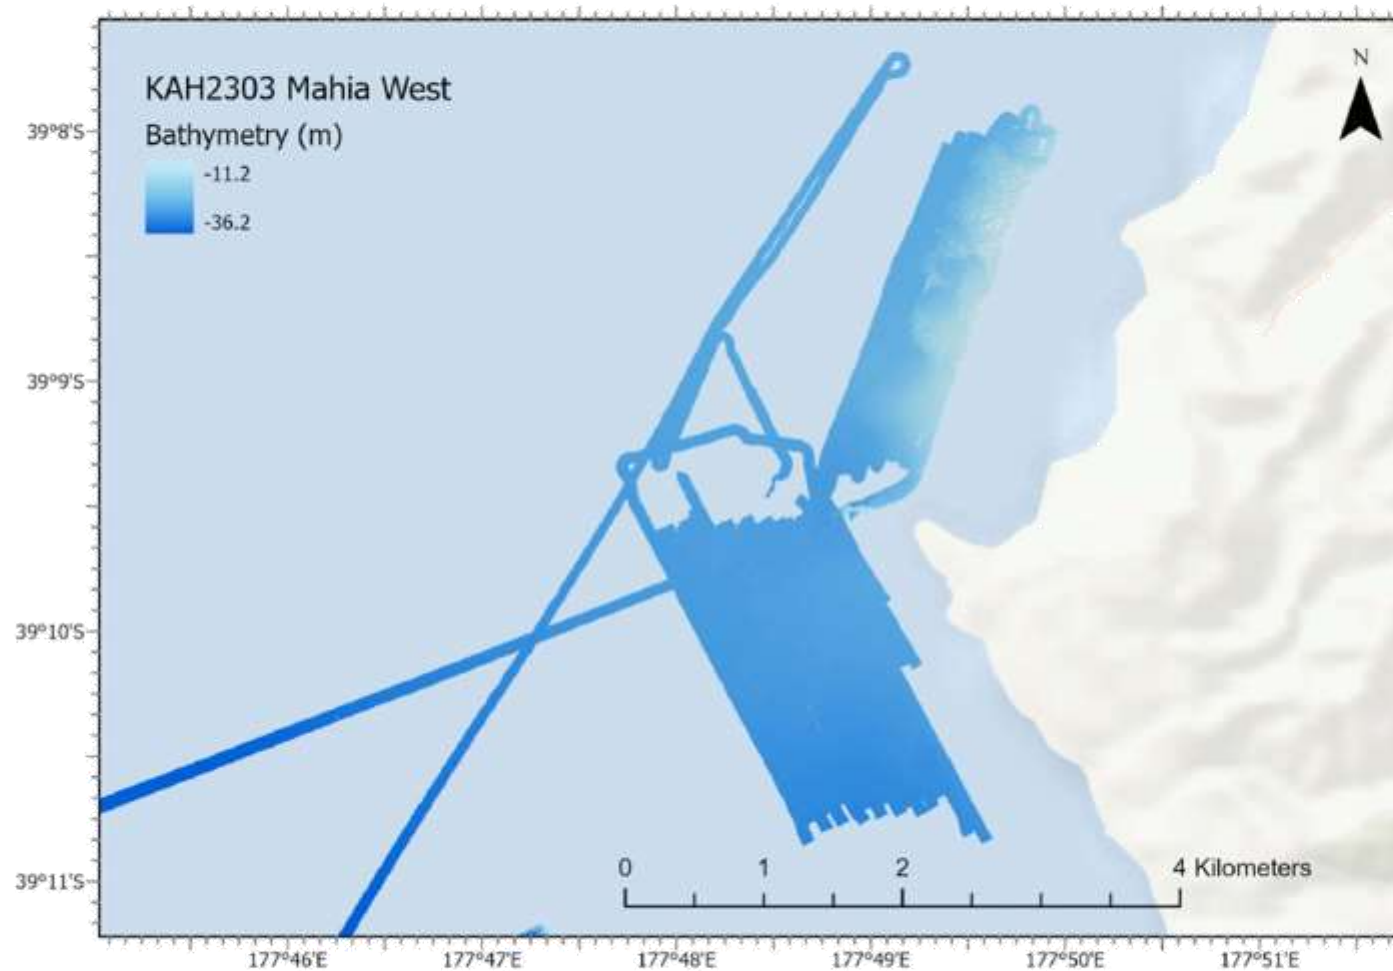 KAH2303 Mahia West
Bathymetry (m)
-11.2
-36.2
N
39°8'S
39°9'S
39°10'S
39°11'S
0 1 2 4 Kilometers
177°46'E 177°47'E 177°48'E 177°49'E 177°50'E 177°51'E